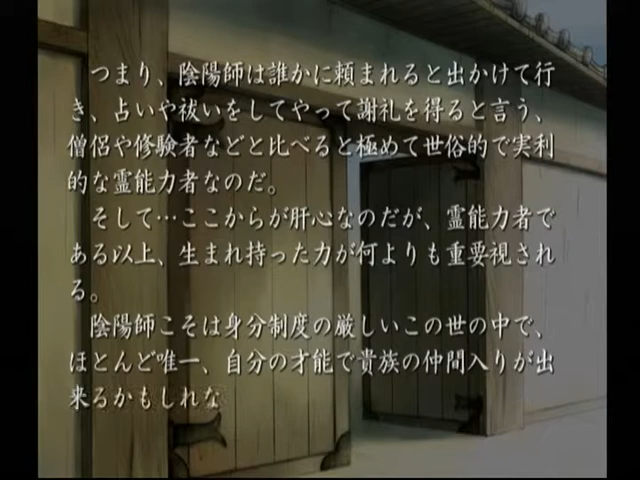 つまり、陰陽師は誰かに頼まれると出かけて行
き、占いや祓いをしてやって謝礼を得ると言う、
僧侶や修験者などと比べると極めて世俗的で実利
的な霊能力者なのだ。
そして…ここからが肝心なのだが、霊能力者で
ある以上、生まれ持った力が何よりも重要視され
る。
陰陽師こそは身分制度の厳しいこの世の中で、
ほとんど唯一、自分の才能で貴族の仲間入りが出
来るかもしれな